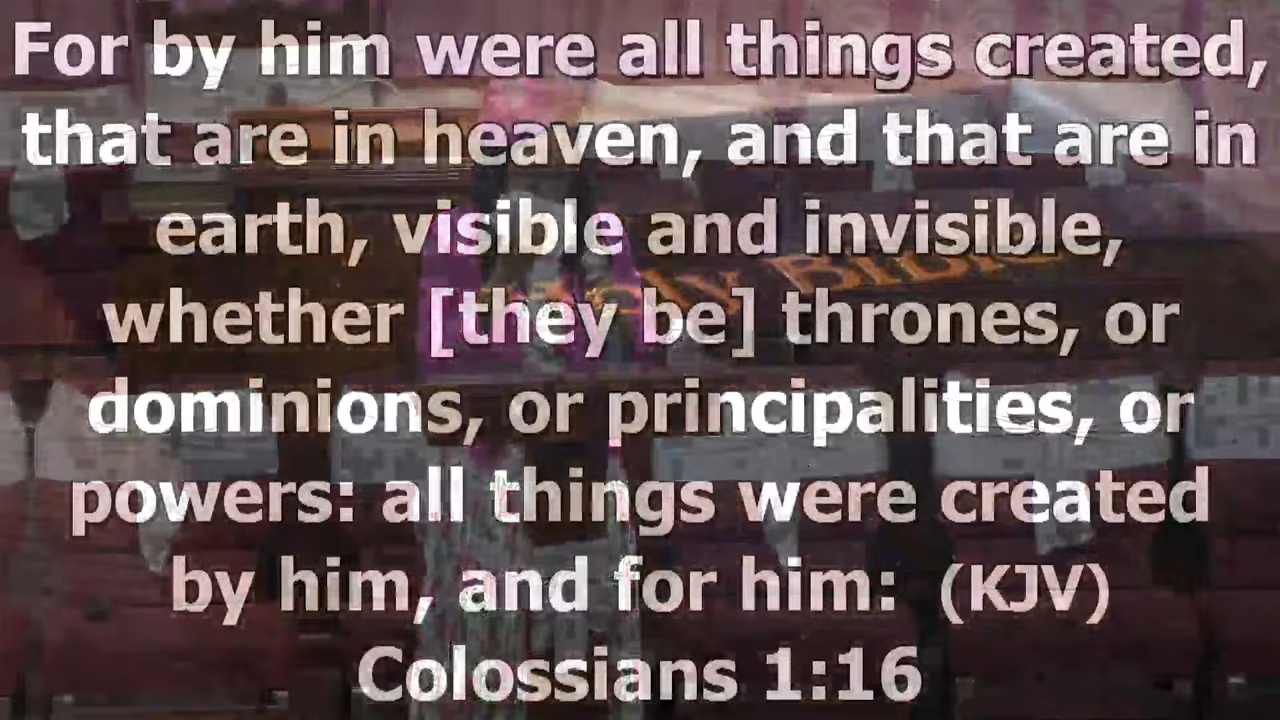 For by him were all things created,
that are in heaven, and that are in
earth, visible and invisible,
whether [they be] thrones, or
dominions, or principalities, or
powers: all things were created
by him, and for him:  (KJV)
Colossians 1:16
Holy Bible